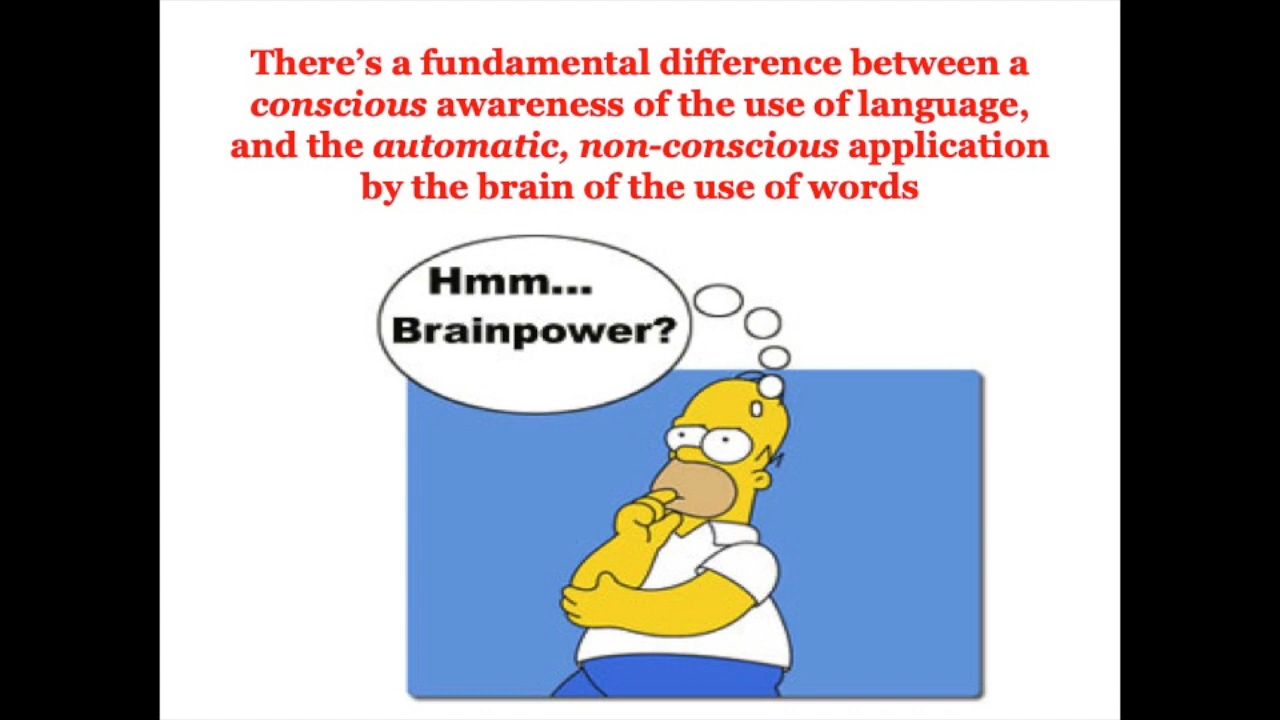 There’s a fundamental difference between a
conscious awareness of the use of language,
and the automatic, non-conscious application
by the brain of the use of words
Hmm...
Brainpower?